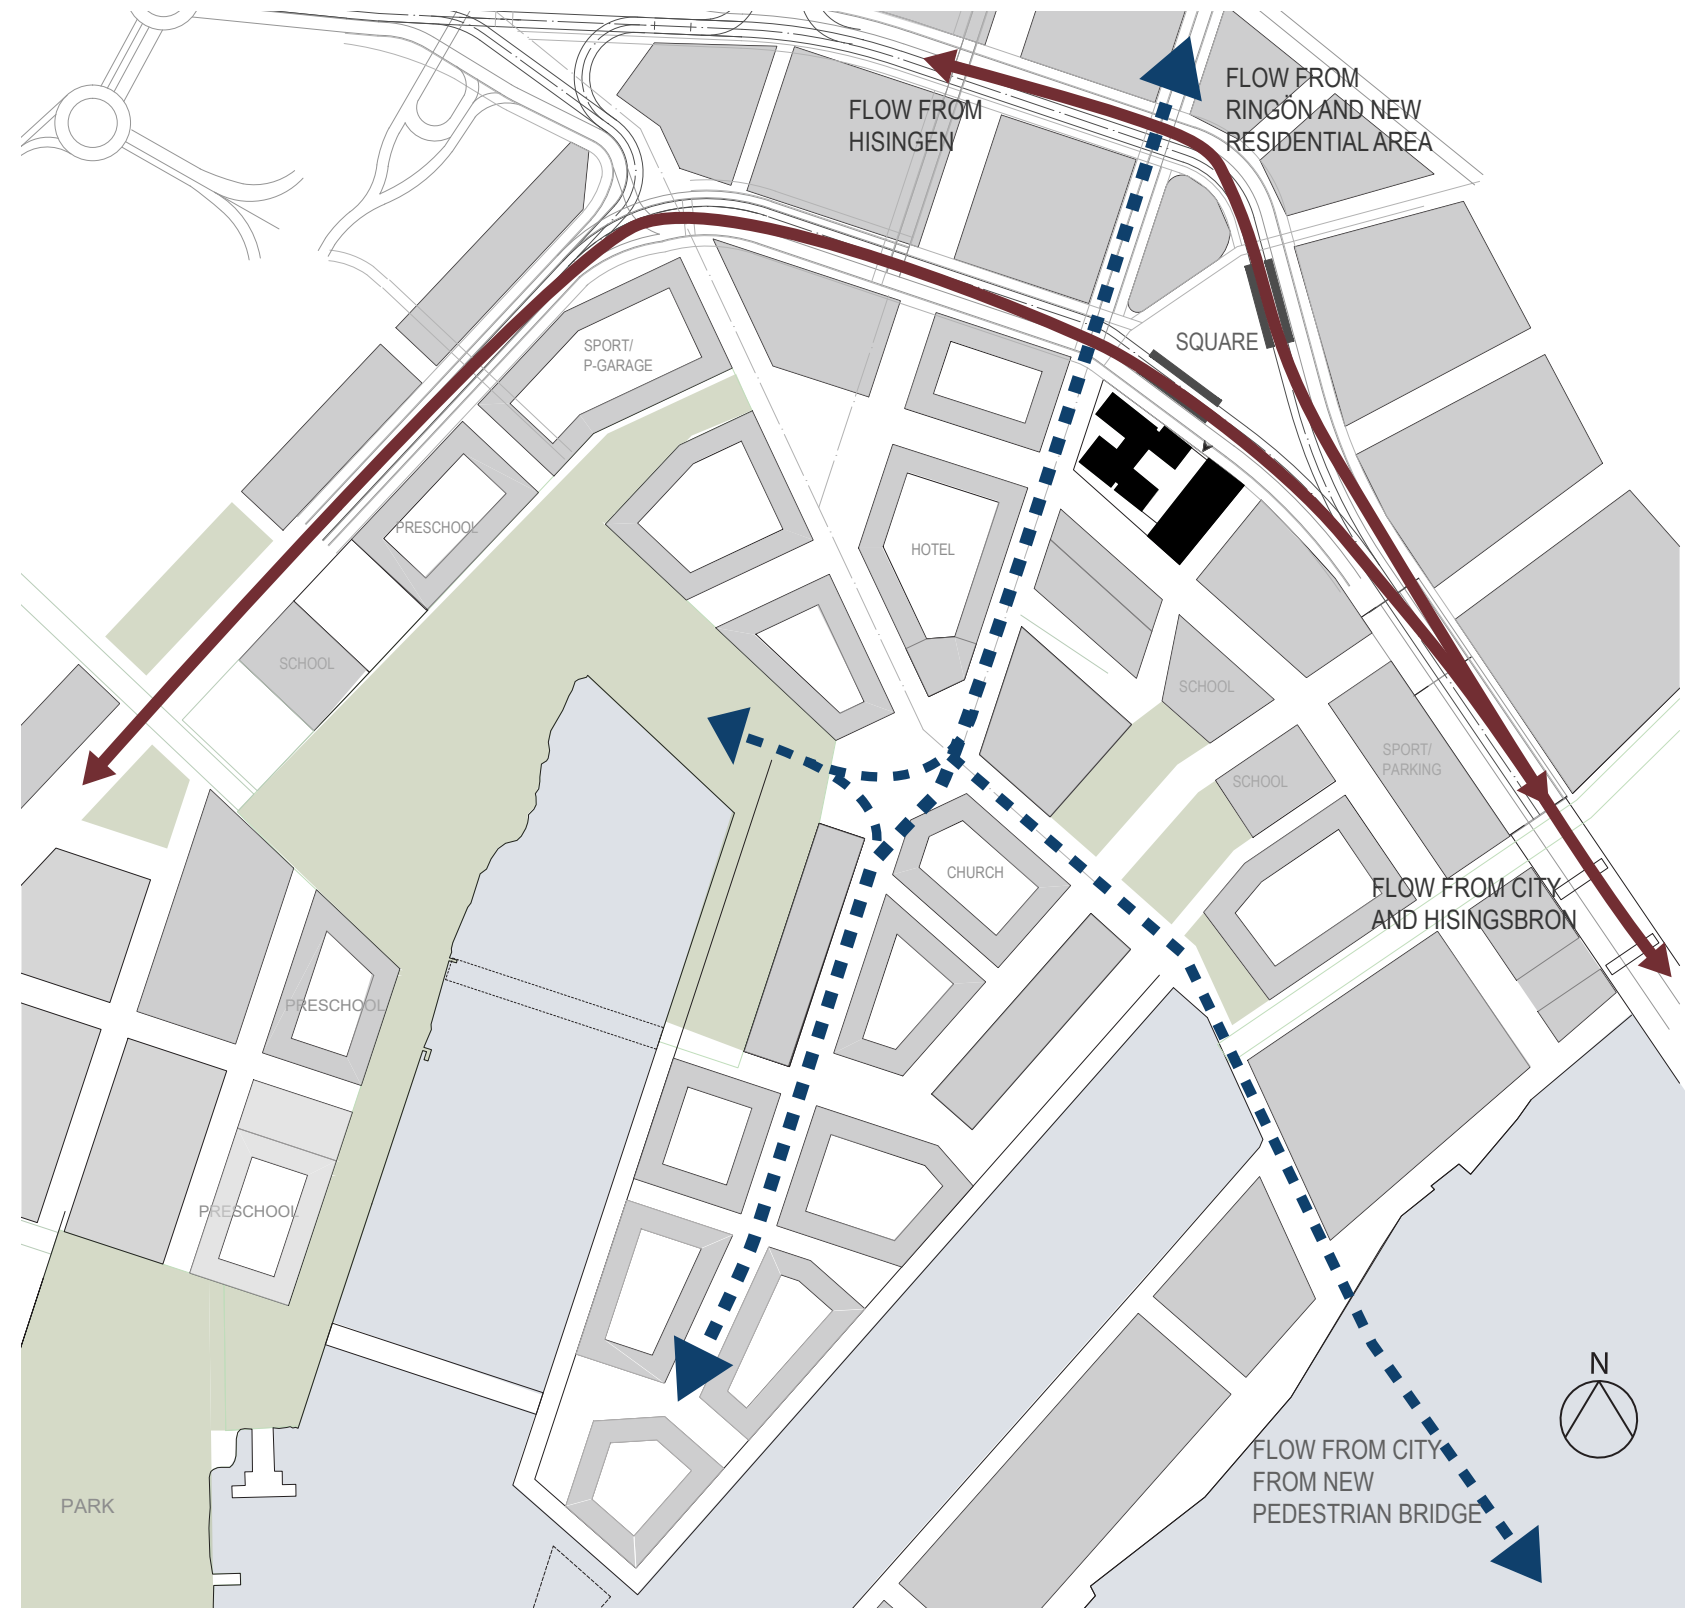 FLOW FROM
HISINGEN
FLOW FROM
RINGÖN AND NEW
RESIDENTIAL AREA
SQUARE
SPORT/
P-GARAGE
PRESCHOOL
HOTEL
SCHOOL
SCHOOL
SPORT/
PARKING
SCHOOL
CHURCH
FLOW FROM CITY
AND HISINGSBRON
PRESCHOOL
PRESCHOOL
N
FLOW FROM CITY
FROM NEW
PEDESTRIAN BRIDGE
PARK